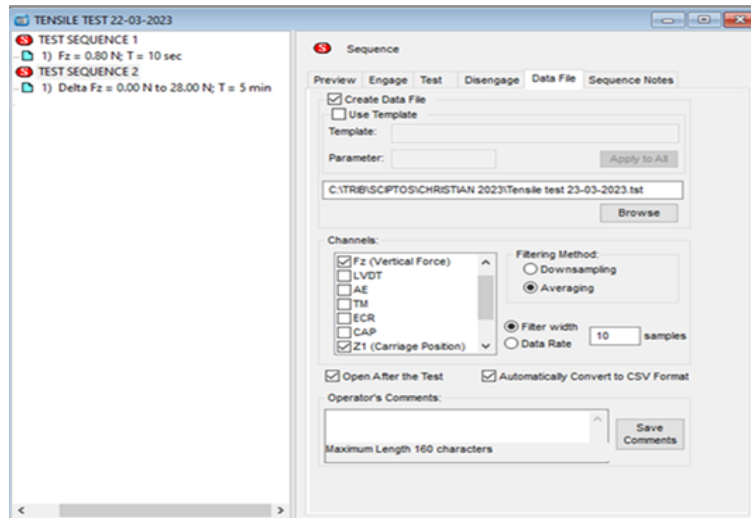 TENSILE TEST 22-03-2023
TEST SEQUENCE 1
1) Fz = 0.80 N; T = 10 sec
TEST SEQUENCE 2
1) Delta Fz = 0.00 N to 28.00 N; T = 5 min
Sequence
Preview Engage Test Disengage Data File Sequence Notes
Create Data File
Use Template
Template:
Parameter:
Apply to All
C:\TRIB\SCIPTOS\CHRISTIAN 2023\Tensile test 23-03-2023.tst
Browse
Channels:
Fz (Vertical Force)
LVDT
AE
TM
ECR
CAP
Z1 (Carriage Position)
Filtering Method:
Downsampling
Averaging
Filter width
Data Rate
10 samples
Open After the Test
Automatically Convert to CSV Format
Operator's Comments:
Maximum Length 160 characters
Save
Comments